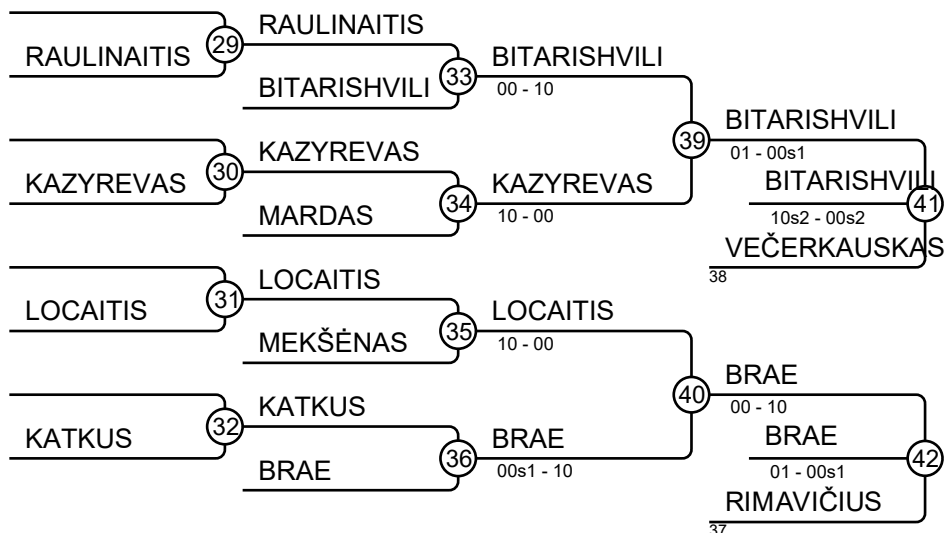 RAULINAITIS
29
RAULINAITIS
BITARISHVILI
33
BITARISHVILI
00 - 10
KAZYREVAS
30
KAZYREVAS
MARDAS
34
KAZYREVAS
10 - 00
39
BITARISHVILI
01 - 00s1
BITARISHVILI
10s2 - 00s2
41
VEČERKAUSKAS
38
LOCAITIS
31
LOCAITIS
MEKŠĖNAS
35
LOCAITIS
10 - 00
KATKUS
32
KATKUS
BRAE
36
BRAE
00s1 - 10
40
BRAE
00 - 10
BRAE
01 - 00s1
42
RIMAVIČIUS
37